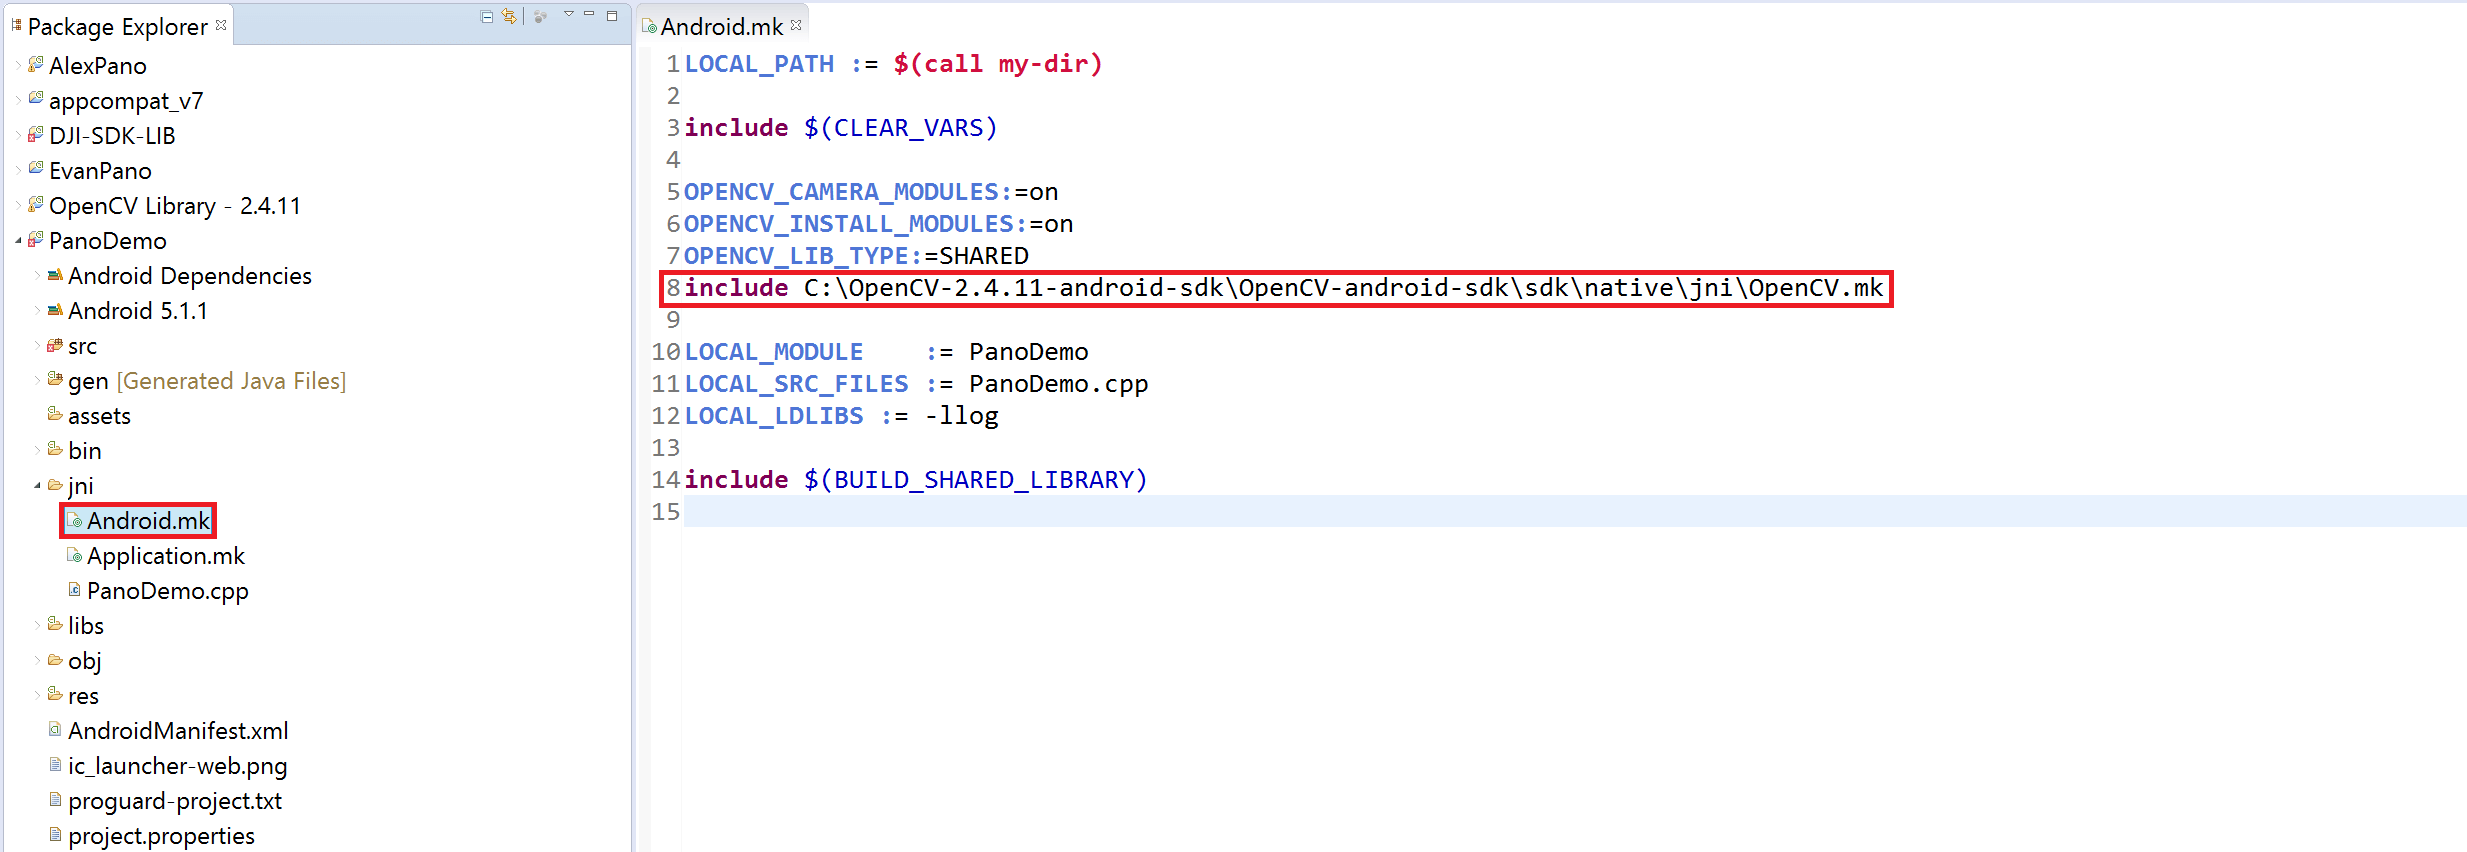 Package Explorer
AlexPano
appcompat_v7
DJI-SDK-LIB
EvanPano
OpenCV Library - 2.4.11
PanoDemo
Android Dependencies
Android 5.1.1
src
gen [Generated Java Files]
assets
bin
jni
Android.mk
Application.mk
PanoDemo.cpp
libs
obj
res
AndroidManifest.xml
ic_launcher-web.png
proguard-project.txt
project.properties
Android.mk
1 LOCAL_PATH := $(call my-dir)
2
3 include $(CLEAR_VARS)
4
5 OPENCV_CAMERA_MODULES:=on
6 OPENCV_INSTALL_MODULES:=on
7 OPENCV_LIB_TYPE:=SHARED
8 include C:\OpenCV-2.4.11-android-sdk\OpenCV-android-sdk\sdk\native\jni\OpenCV.mk
9
10 LOCAL_MODULE    := PanoDemo
11 LOCAL_SRC_FILES := PanoDemo.cpp
12 LOCAL_LDLIBS := -llog
13
14 include $(BUILD_SHARED_LIBRARY)
15